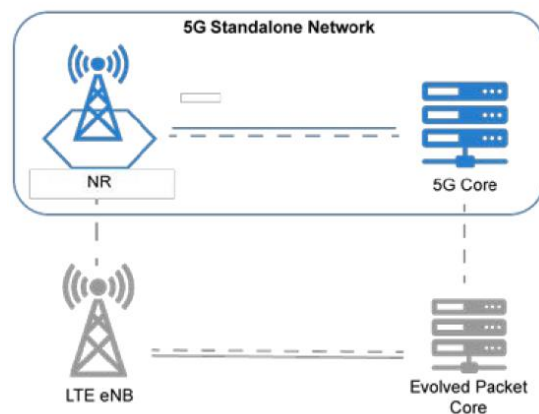 5G Standalone Network
NR
5G Core
LTE eNB
Evolved Packet
Core